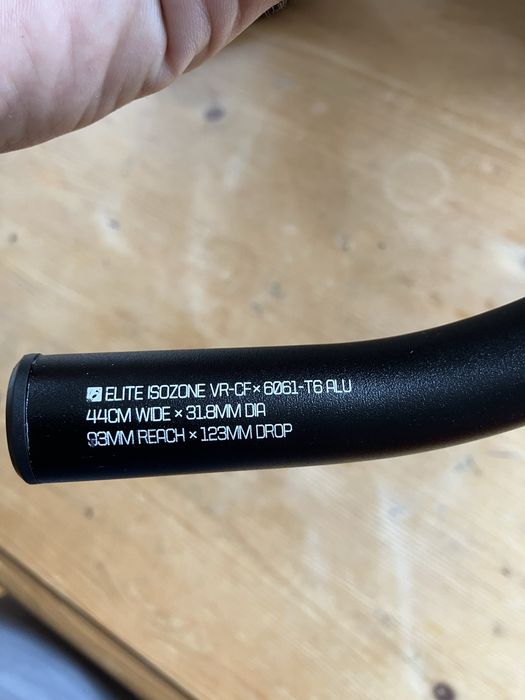 ELITE ISOZONE VR-CF × 6061-T6 ALU
44CM WIDE × 31.8MM DIA
93MM REACH × 123MM DROP